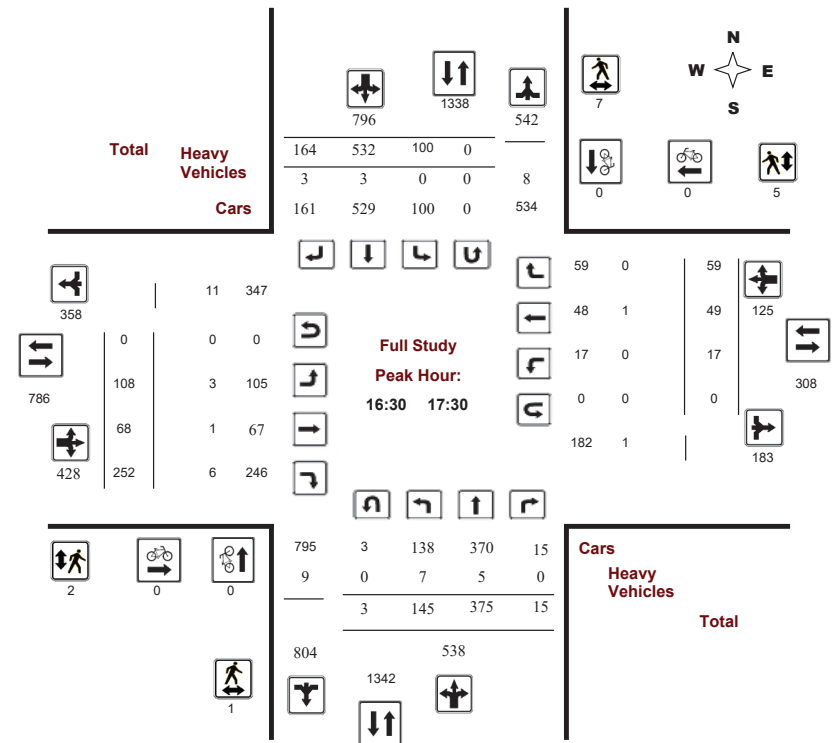 N
W E
S
1338
7
796
542
Total
Heavy
Vehicles
Cars
164 532 100 0
3 3 0 0 8
161 529 100 0 534
0 0 5
358
11 347
0 0 0
786
108 3 105
68 1 67
428
252 6 246
Full Study
Peak Hour:
16:30 17:30
59 0 59
48 1 49
125
17 0 17
308
0 0 0
182 1
183
795 3 138 370 15
9 0 7 5 0
3 145 375 15
Cars
Heavy
Vehicles
Total
2 0 0
804
538
1342
1